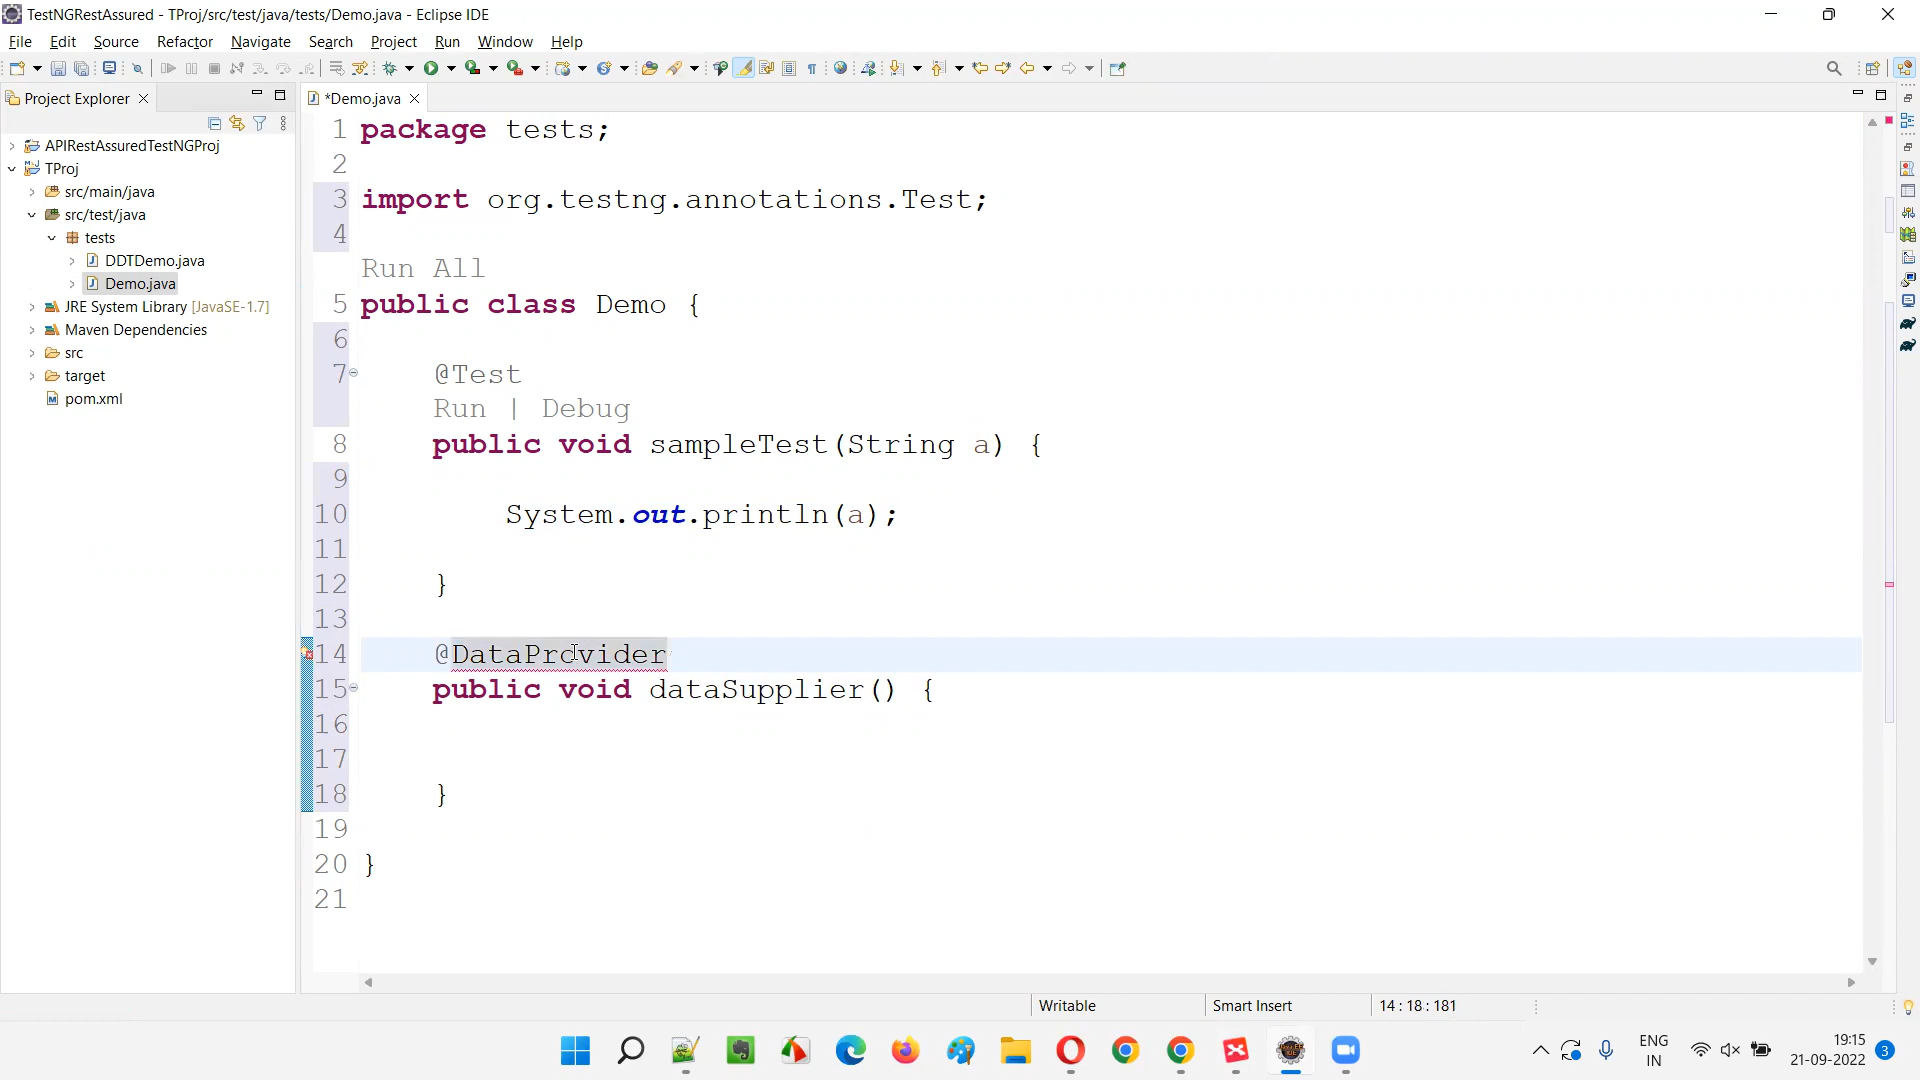 TestNGRestAssured - TProj/src/test/java/tests/Demo.java - Eclipse IDE
File Edit Source Refactor Navigate Search Project Run Window Help
Project Explorer
*Demo.java
APIRestAssuredTestNGProj
TProj
src/main/java
src/test/java
tests
DDTDemo.java
Demo.java
JRE System Library [JavaSE-1.7]
Maven Dependencies
src
target
pom.xml
1 package tests;
2
3 import org.testng.annotations.Test;
4
Run All
5 public class Demo {
6
7 @Test
Run | Debug
8 public void sampleTest(String a) {
9
10 System.out.println(a);
11
12 }
13
14 @DataProvider
15 public void dataSupplier() {
16
17
18 }
19
20 }
21
Writable Smart Insert 14 : 18 : 181
ENG
IN
19:15
21-09-2022
3